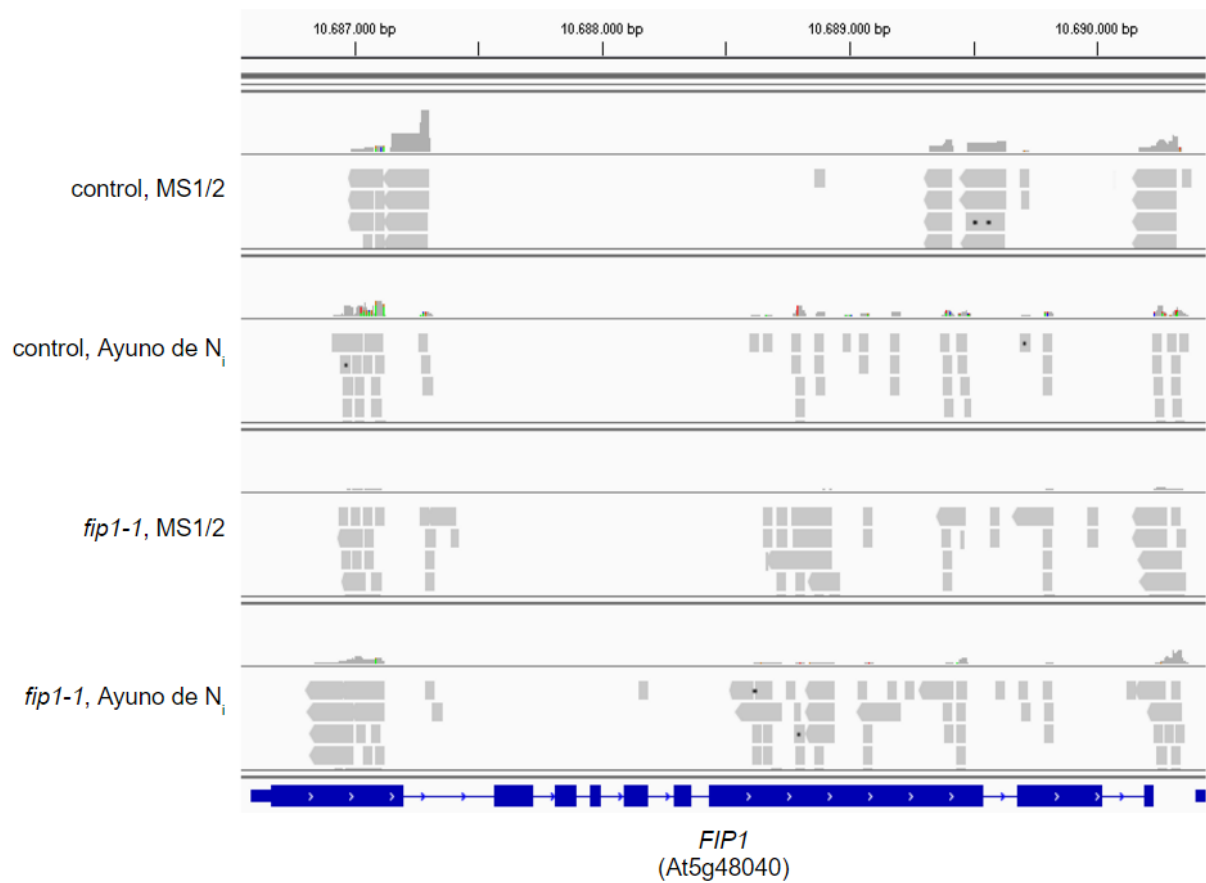 10.687.000 bp 10.688.000 bp 10.689.000 bp 10.690.000 bp
control, MS1/2
control, Ayuno de Ni
fip1-1, MS1/2
fip1-1, Ayuno de Ni
FIP1
(At5g48040)